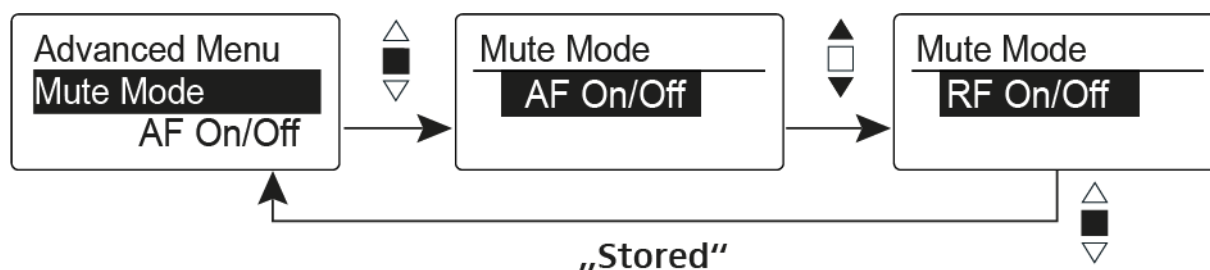 Advanced Menu
Mute Mode
AF On/Off
Mute Mode
AF On/Off
Mute Mode
RF On/Off
„Stored“